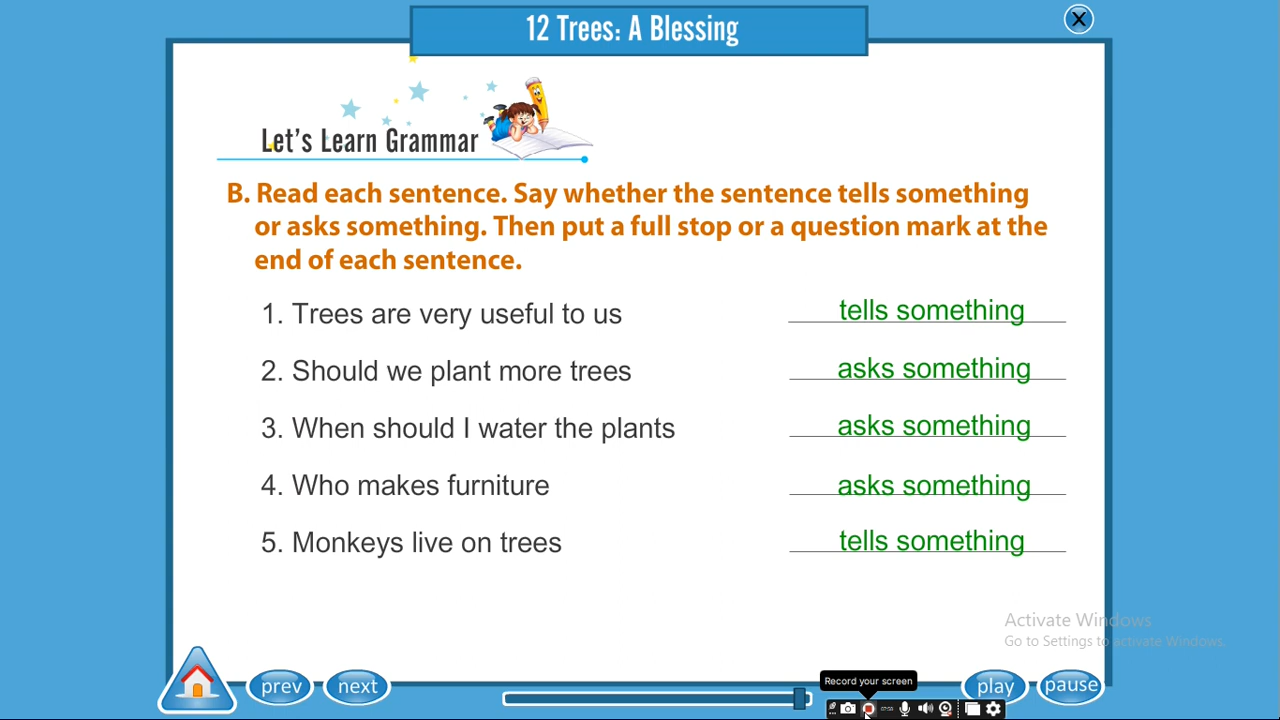 12 Trees: A Blessing
X
Let's Learn Grammar
B. Read each sentence. Say whether the sentence tells something
or asks something. Then put a full stop or a question mark at the
end of each sentence.
1. Trees are very useful to us tells something
2. Should we plant more trees asks something
3. When should I water the plants asks something
4. Who makes furniture asks something
5. Monkeys live on trees tells something
Activate Windows
Go to Settings to activate Windows.
Record your screen
prev next play pause